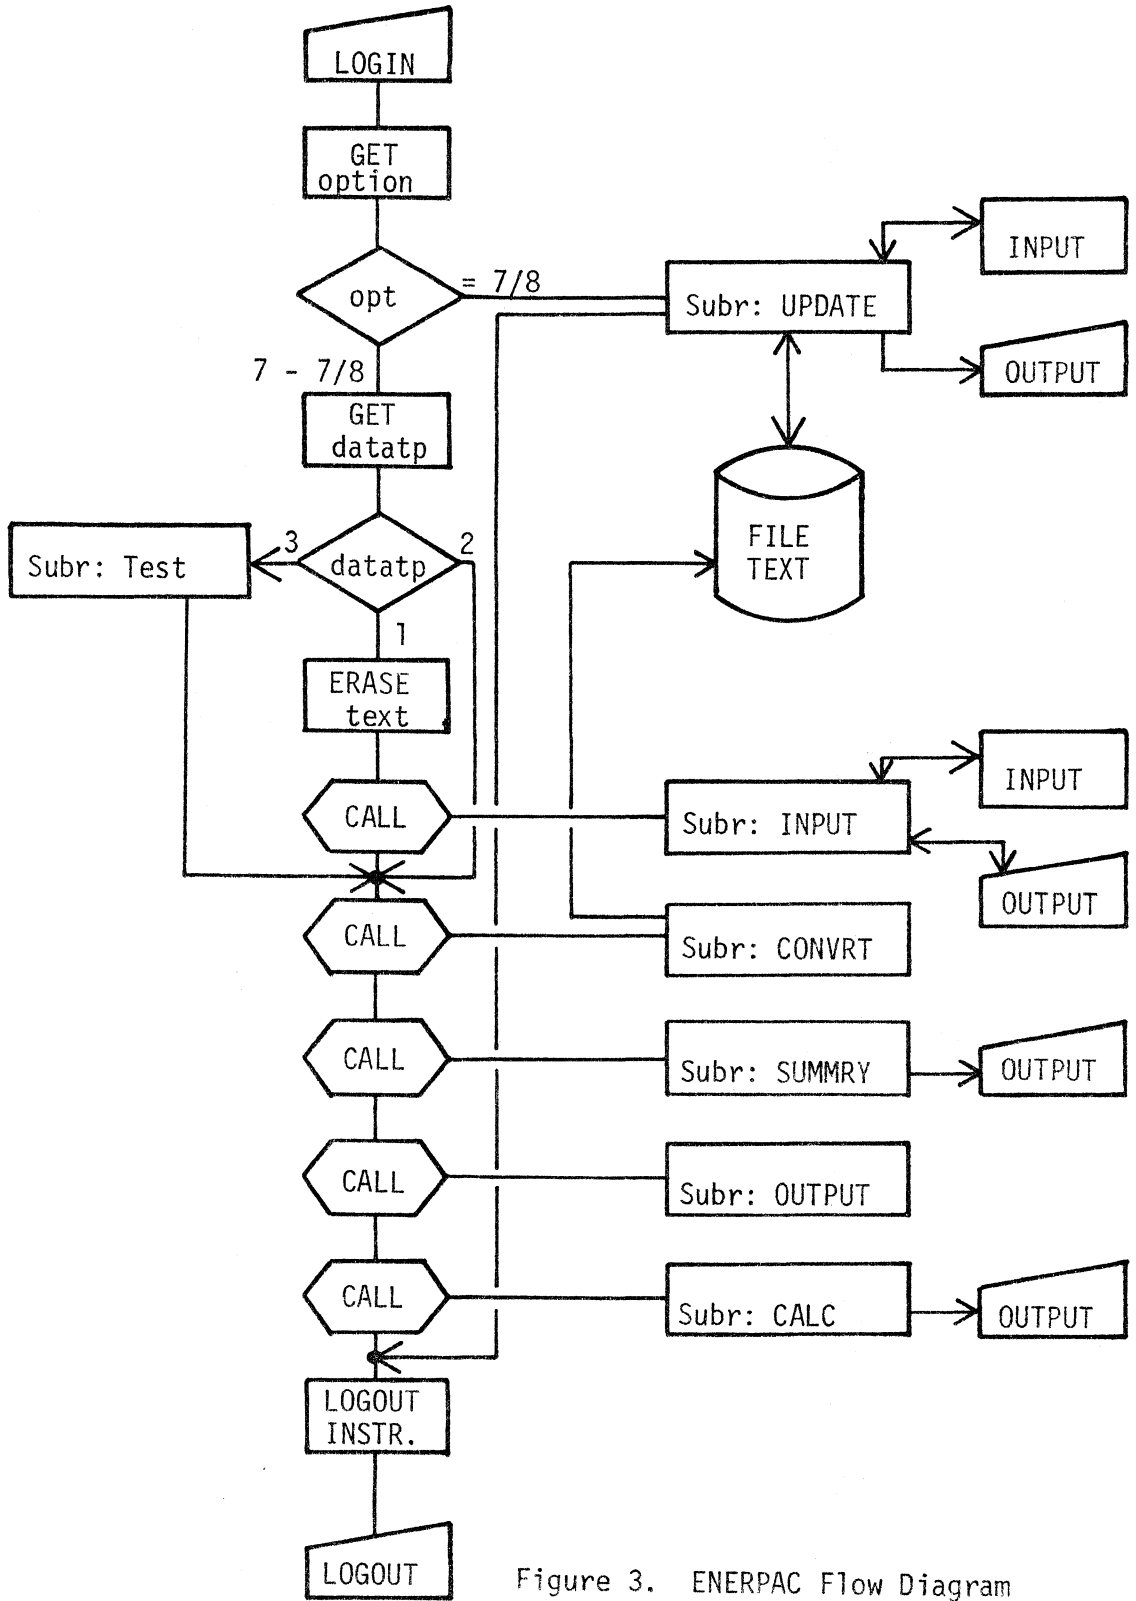 LOGIN
GET
option
opt
= 7/8
7 - 7/8
GET
datatp
Subr: UPDATE
INPUT
OUTPUT
FILE
TEXT
Subr: Test
3
datatp
2
1
ERASE
text
CALL
Subr: INPUT
INPUT
OUTPUT
CALL
Subr: CONVRT
CALL
Subr: SUMMRY
OUTPUT
CALL
Subr: OUTPUT
CALL
Subr: CALC
OUTPUT
LOGOUT
INSTR.
LOGOUT
Figure 3. ENERPAC Flow Diagram